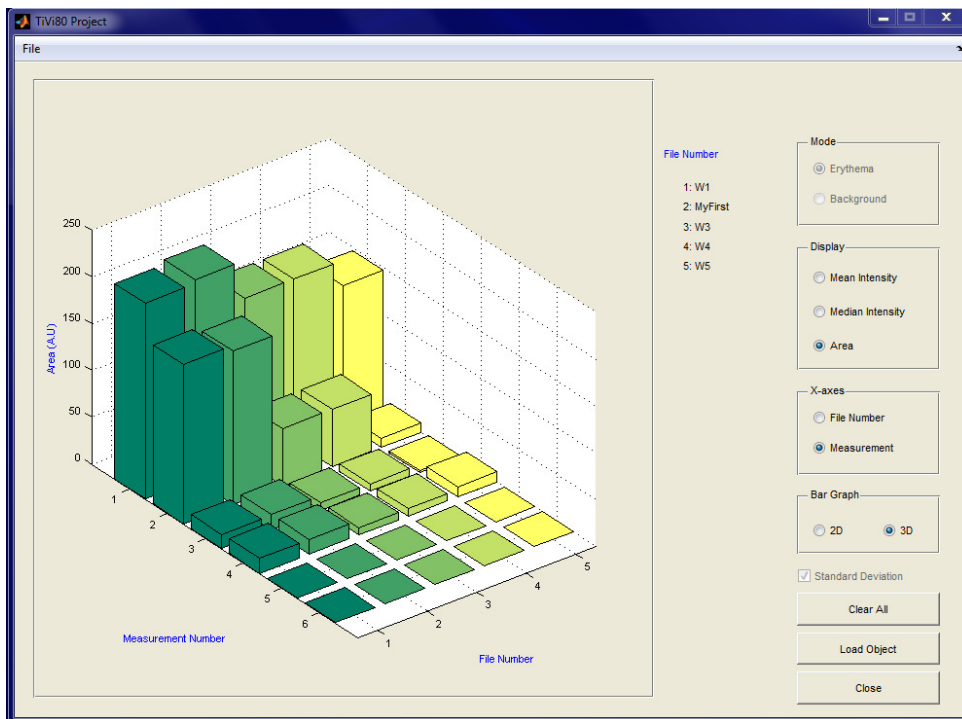 TiVi80 Project
File
250
200
150
100
50
0
Area (A.U)
1
2
3
4
5
6
Measurement Number
1
2
3
4
5
File Number
File Number
1: W1
2: MyFirst
3: W3
4: W4
5: W5
Mode
Erythema
Background
Display
Mean Intensity
Median Intensity
Area
X-axes
File Number
Measurement
Bar Graph
2D 3D
Standard Deviation
Clear All
Load Object
Close